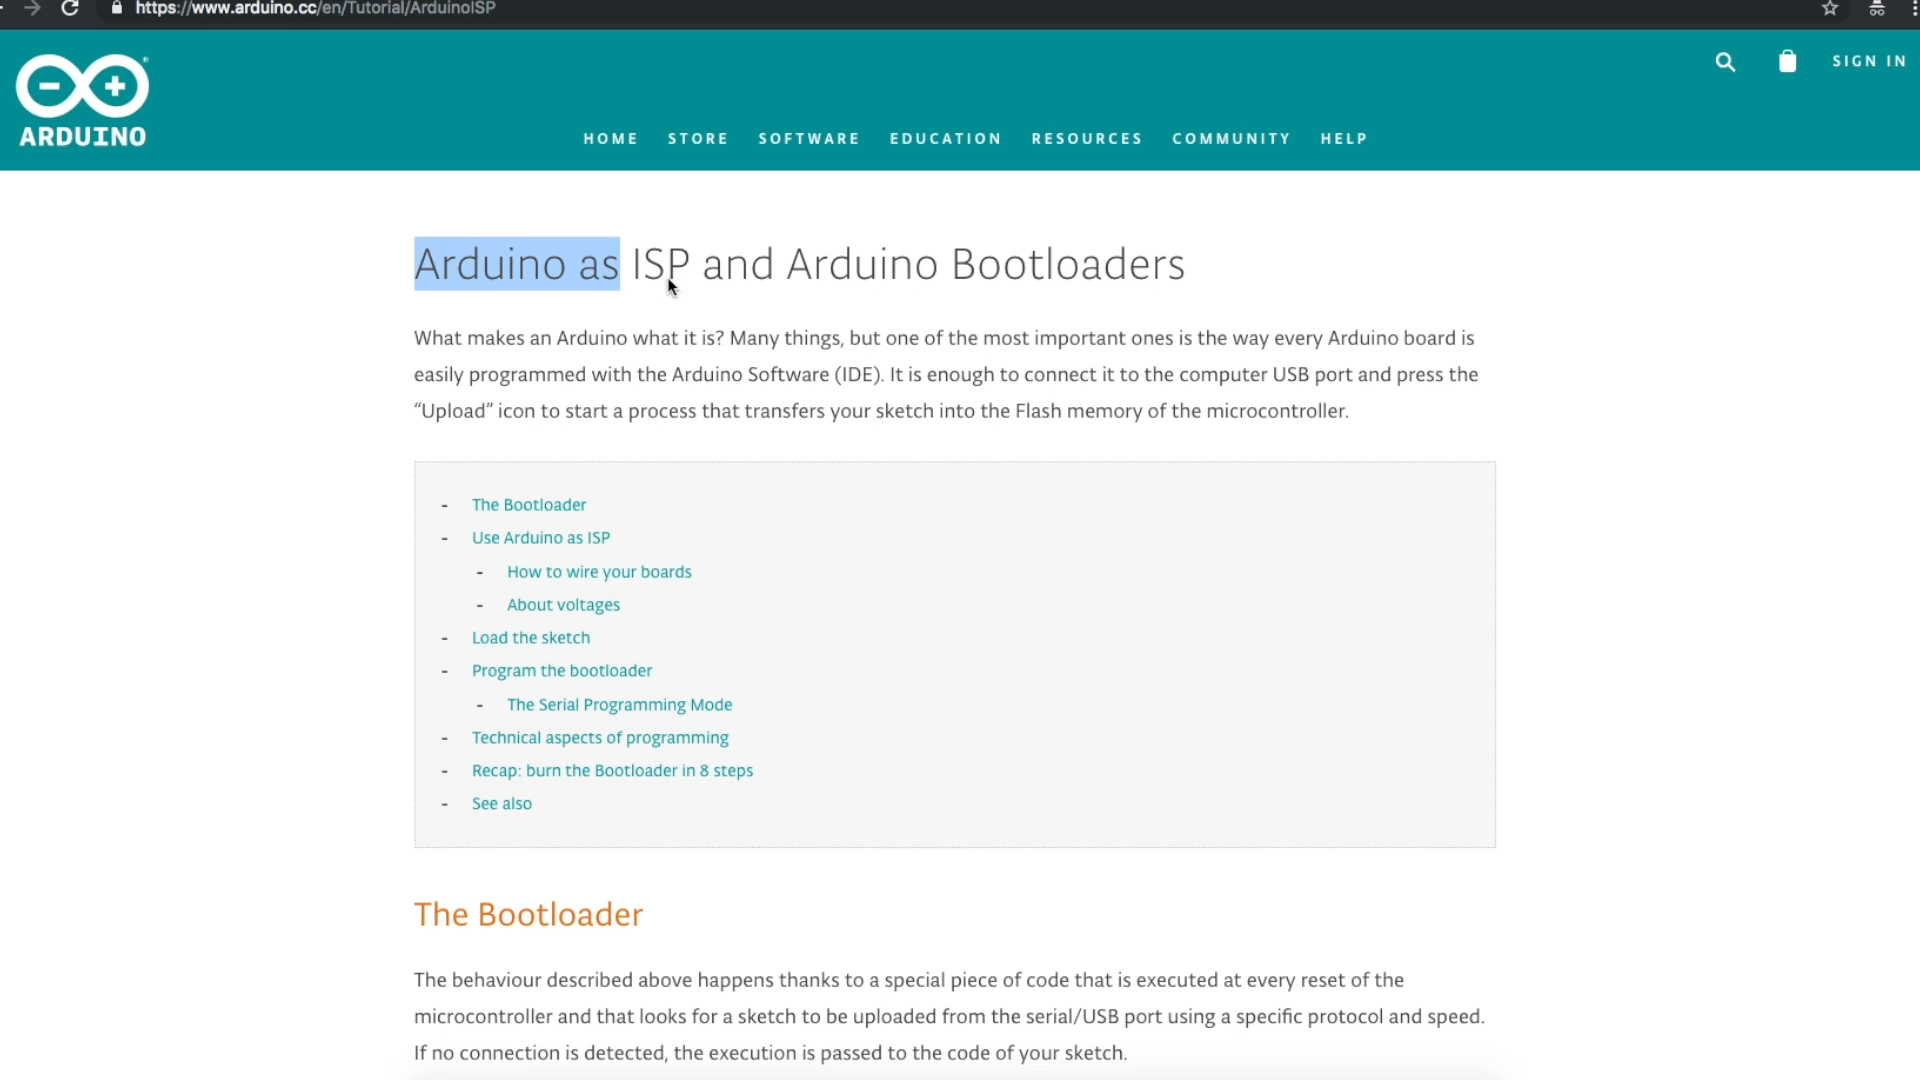 https://www.arduino.cc/en/Tutorial/ArduinoISP
SIGN IN
ARDUINO
HOME STORE SOFTWARE EDUCATION RESOURCES COMMUNITY HELP
Arduino as ISP and Arduino Bootloaders
What makes an Arduino what it is? Many things, but one of the most important ones is the way every Arduino board is
easily programmed with the Arduino Software (IDE). It is enough to connect it to the computer USB port and press the
“Upload” icon to start a process that transfers your sketch into the Flash memory of the microcontroller.
- The Bootloader
- Use Arduino as ISP
- How to wire your boards
- About voltages
- Load the sketch
- Program the bootloader
- The Serial Programming Mode
- Technical aspects of programming
- Recap: burn the Bootloader in 8 steps
- See also
The Bootloader
The behaviour described above happens thanks to a special piece of code that is executed at every reset of the
microcontroller and that looks for a sketch to be uploaded from the serial/USB port using a specific protocol and speed.
If no connection is detected, the execution is passed to the code of your sketch.